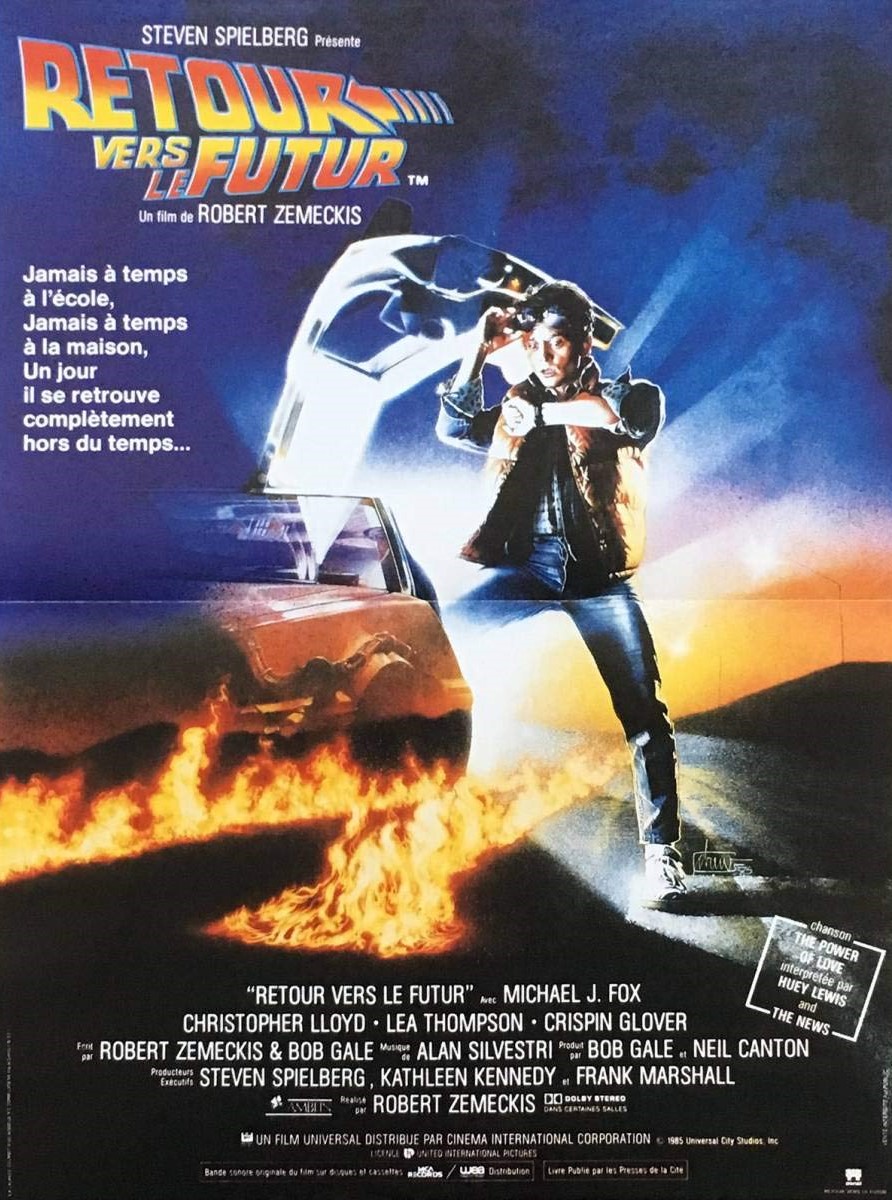 STEVEN SPIELBERG Présente
RETOUR
VERS
LE FUTUR TM
Un film de ROBERT ZEMECKIS
Jamais à temps
à l'école,
Jamais à temps
à la maison,
Un jour
il se retrouve
complètement
hors du temps...
chanson
THE POWER
OF LOVE
interprétée par
HUEY LEWIS
and
THE NEWS
"RETOUR VERS LE FUTUR" Avec MICHAEL J. FOX
CHRISTOPHER LLOYD • LEA THOMPSON • CRISPIN GLOVER
Ecrit par ROBERT ZEMECKIS & BOB GALE Musique de ALAN SILVESTRI Produit par BOB GALE et NEIL CANTON
Producteurs Exécutifs STEVEN SPIELBERG, KATHLEEN KENNEDY et FRANK MARSHALL
AMBLIN Réalisé par ROBERT ZEMECKIS DOLBY STEREO DANS CERTAINES SALLES
UN FILM UNIVERSAL DISTRIBUE PAR CINEMA INTERNATIONAL CORPORATION © 1985 Universal City Studios, Inc
LICENCE UNITED INTERNATIONAL PICTURES
Bande sonore originale du film sur disques et cassettes MCA RECORDS / wea Distribution Livre Publié par les Presses de la Cité